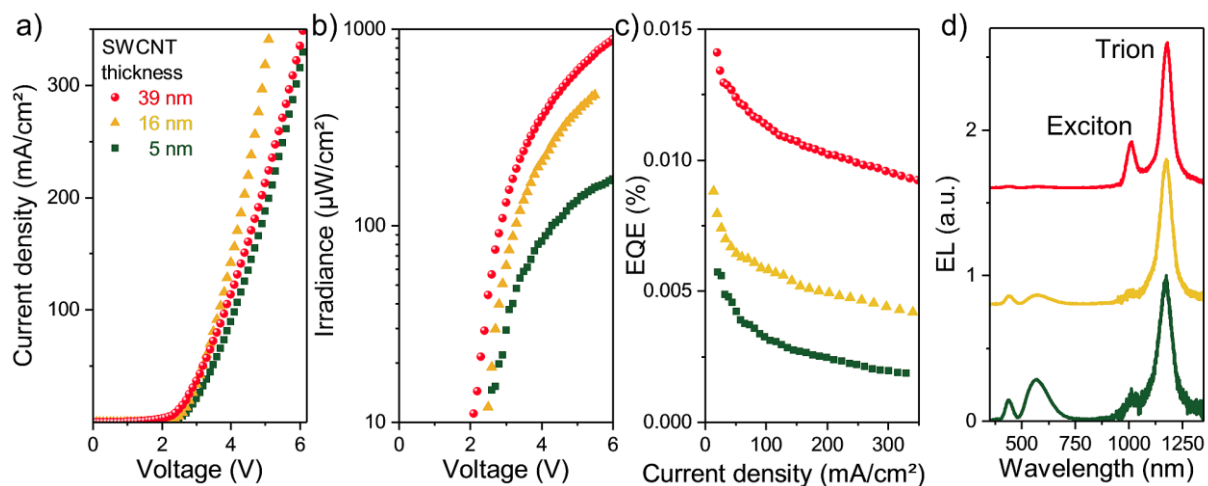 a)
SWCNT
thickness
39 nm
16 nm
5 nm
300
200
100
0 2 4 6
Voltage (V)
Current density (mA/cm²)
b)
1000
100
10
0 2 4 6
Voltage (V)
Irradiance (µW/cm²)
c)
0.015
0.010
0.005
0.000
0 100 200 300
Current density (mA/cm²)
EQE (%)
d)
Trion
Exciton
2
1
0
500 750 1000 1250
Wavelength (nm)
EL (a.u.)